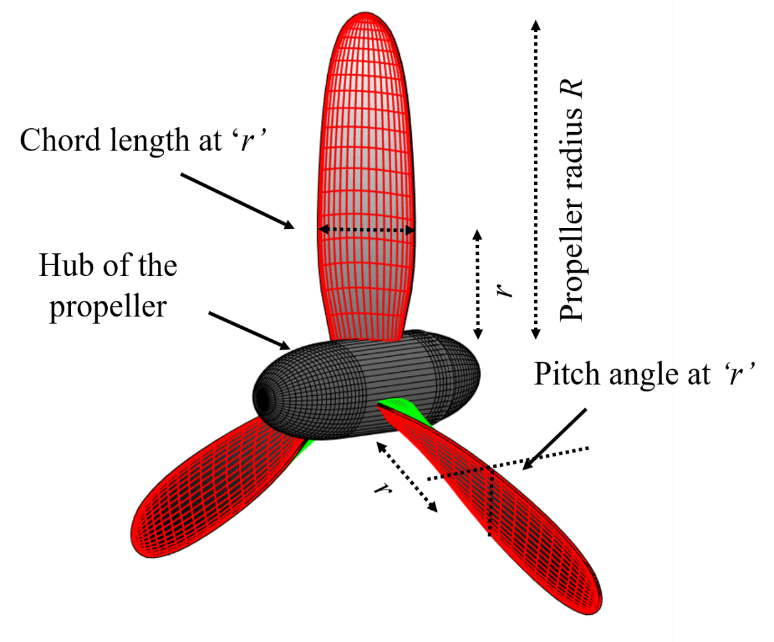 Chord length at ‘r’
Hub of the
propeller
Propeller radius R
r
Pitch angle at ‘r’
r